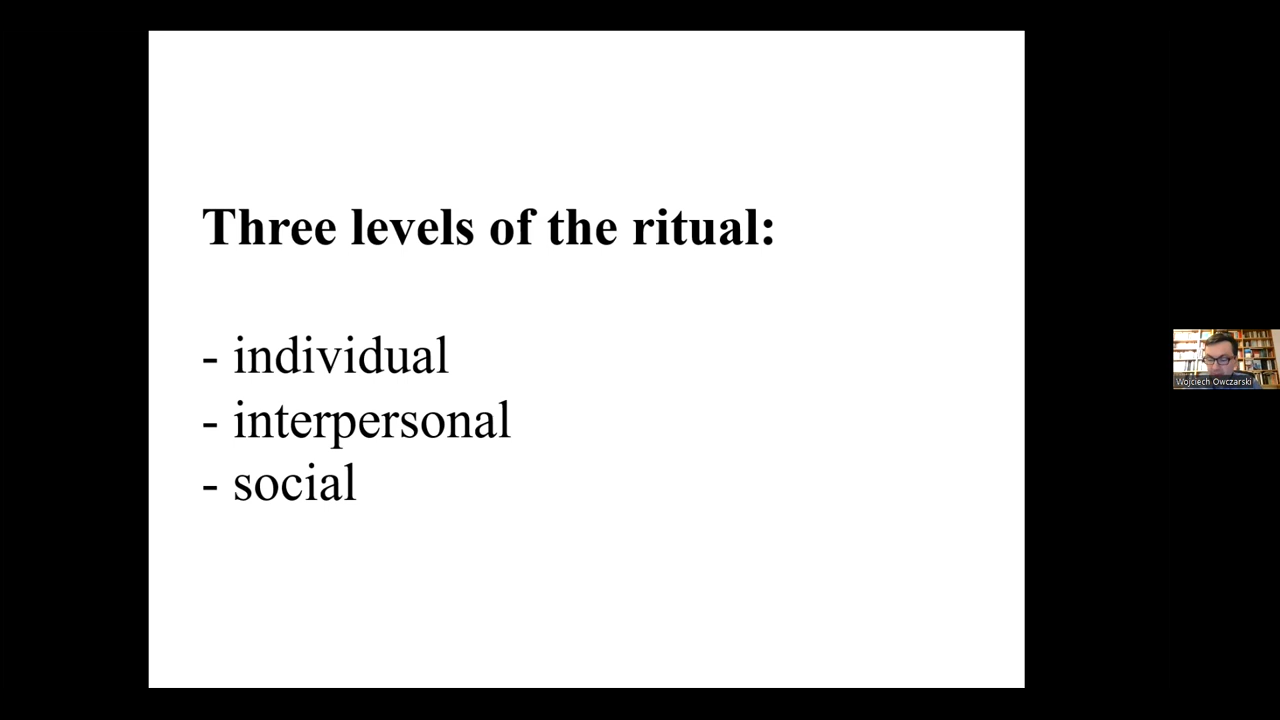 Three levels of the ritual:
- individual
- interpersonal
- social
Wojciech Owczarski